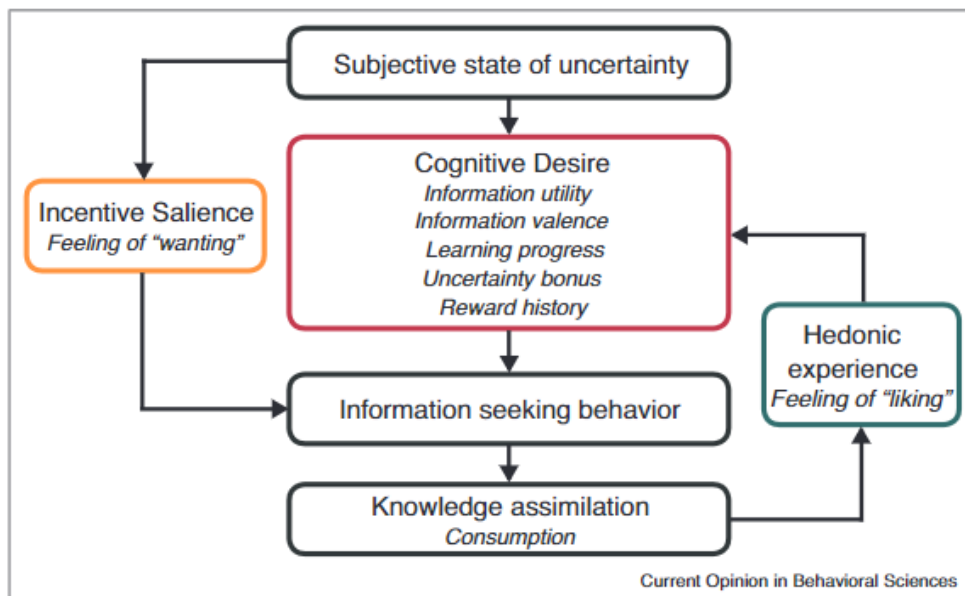 Subjective state of uncertainty
Cognitive Desire
Information utility
Information valence
Learning progress
Uncertainty bonus
Reward history
Incentive Salience
Feeling of “wanting”
Hedonic
experience
Feeling of “liking”
Information seeking behavior
Knowledge assimilation
Consumption
Current Opinion in Behavioral Sciences